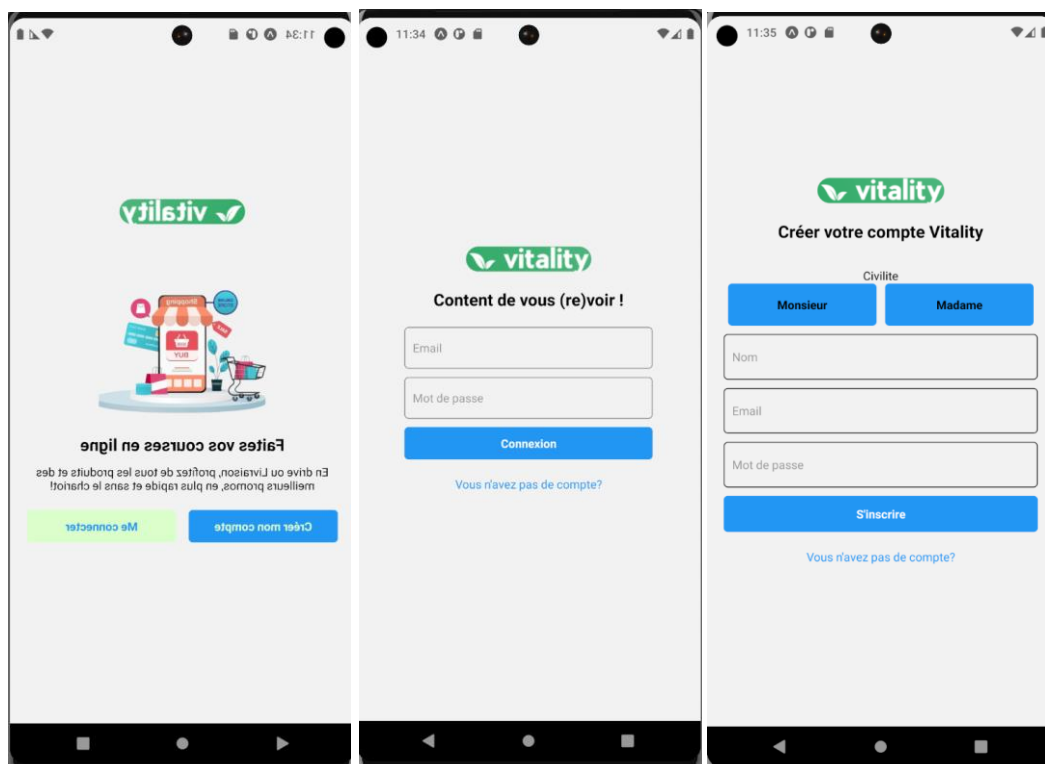 11:34
vitality
Shopping
BUY
Faites vos courses en ligne
En drive ou Livraison, profitez de tous les produits et des
meilleurs promos, en plus rapide et sans le chariot!
Créer mon compte
Me connecter
11:34
vitality
Content de vous (re)voir !
Email
Mot de passe
Connexion
Vous n'avez pas de compte?
11:35
vitality
Créer votre compte Vitality
Civilite
Monsieur
Madame
Nom
Email
Mot de passe
S'inscrire
Vous n'avez pas de compte?